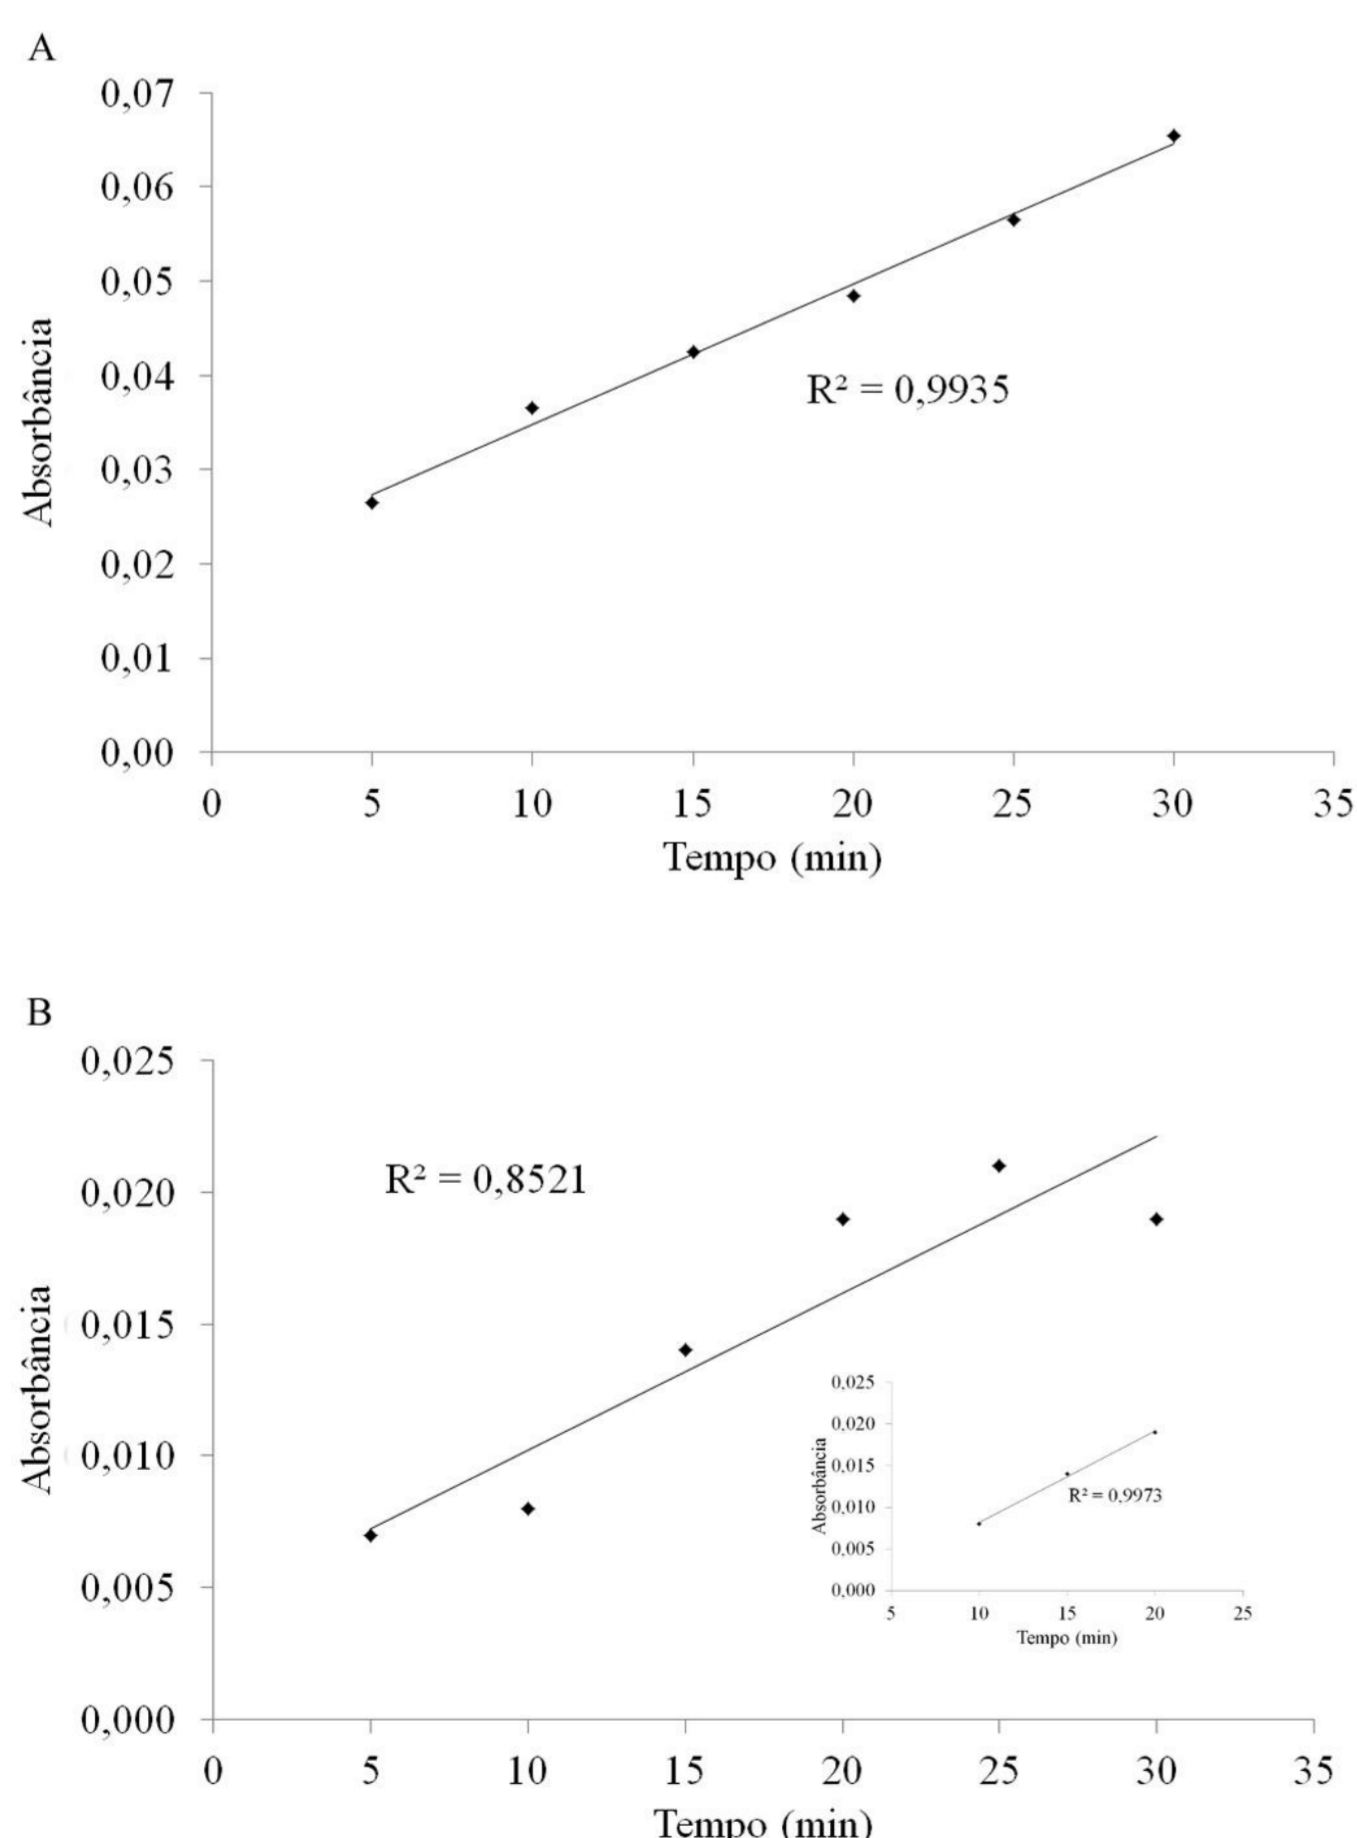 A
0,07
0,06
0,05
0,04
0,03
0,02
0,01
0,00
Absorbância
R² = 0,9935
0 5 10 15 20 25 30 35
Tempo (min)
B
0,025
0,020
0,015
0,010
0,005
0,000
Absorbância
R² = 0,8521
0,025
0,020
0,015
0,010
0,005
0,000
Absorbância
R² = 0,9973
5 10 15 20 25
Tempo (min)
0 5 10 15 20 25 30 35
Tempo (min)